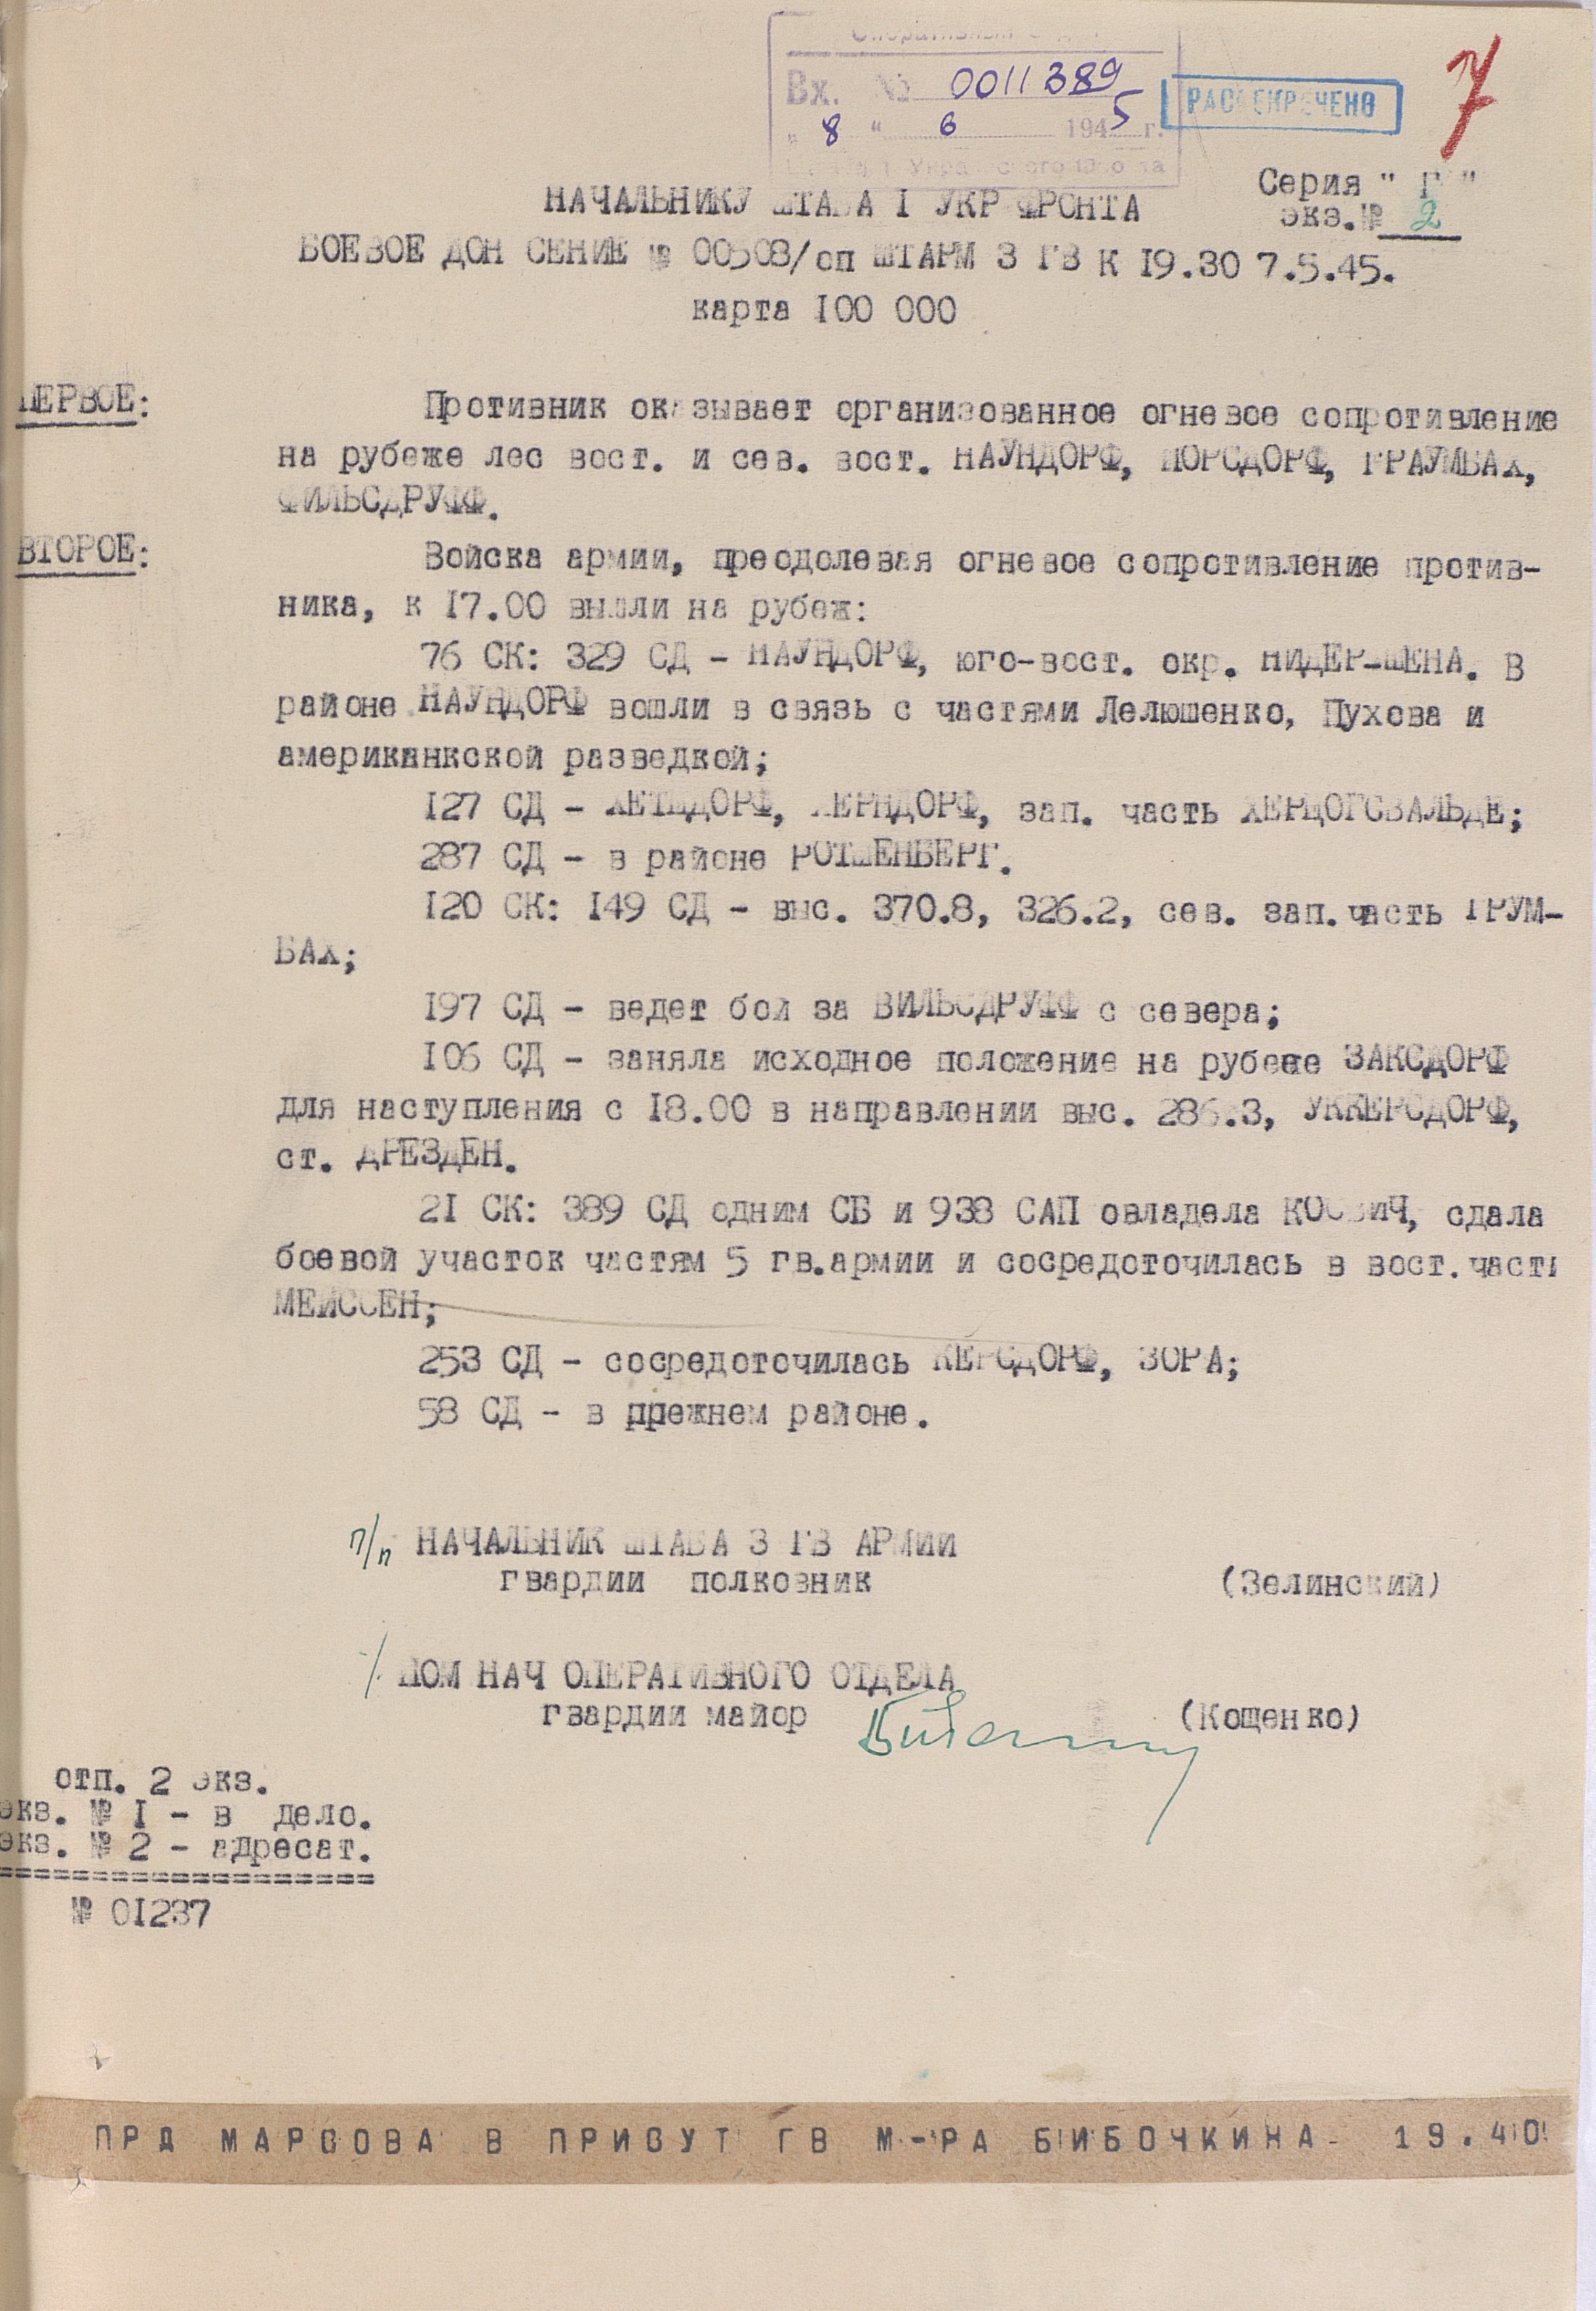 Вх. № 0011389
РАССЕКРЕЧЕНО
7
" 8 " 6 1945 г.
Серия " Г "
НАЧАЛЬНИКУ ШТАБА I УКР ФРОНТА
экз.№ 2
БОЕВОЕ ДОН СЕНИЕ № 00508/оп ШТАРМ 3 ГВ К 19.30 7.5.45.
карта 100 000
ПЕРВОЕ: Противник оказывает организованное огневое сопротивление
на рубеже лес вост. и сев. вост. НАУНДОРФ, ПОРСДОРФ, ГРАУМБАХ,
ФИЛЬСДРУФФ.
ВТОРОЕ: Войска армии, преодолевая огневое сопротивление против-
ника, к 17.00 вышли на рубеж:
76 СК: 329 СД - НАУНДОРФ, юго-вост. окр. НИДЕР-ШЕНА. В
районе НАУНДОРФ вошли в связь с частями Лелюшенко, Пухова и
американкской разведкой;
127 СД - ХЕТЦДОРФ, ХЕРНДОРФ, зап. часть ХЕРЦОГСВАЛЬДЕ;
287 СД - в районе РОТШЕНБЕРГ.
120 СК: 149 СД - выс. 370.8, 326.2, сев. зап.часть ГРУМ-
БАХ;
197 СД - ведет бой за ВИЛЬСДРУФФ с севера;
106 СД - заняла исходное положение на рубеже ЗАКСДОРФ
для наступления с 18.00 в направлении выс. 286.3, УККЕРСДОРФ,
ст. ДРЕЗДЕН.
21 СК: 389 СД одним СБ и 938 САП овладела КОСВИЧ, сдала
боевой участок частям 5 гв.армии и сосредоточилась в вост.части
МЕЙССЕН;
253 СД - сосредоточилась КЕРСДОРФ, ЗОРА;
58 СД - в прежнем районе.
п/п НАЧАЛЬНИК ШТАБА 3 ГВ АРМИИ
гвардии полковник (Зелинский)
ПОМ НАЧ ОПЕРАТИВНОГО ОТДЕЛА
гвардии майор (Кощенко)
отп. 2 экз.
экз. № I - в дело.
экз. № 2 - адресат.
===================
№ 01237
ПРД МАРСОВА В ПРИСУТ ГВ М-РА БИБОЧКИНА- 19.40